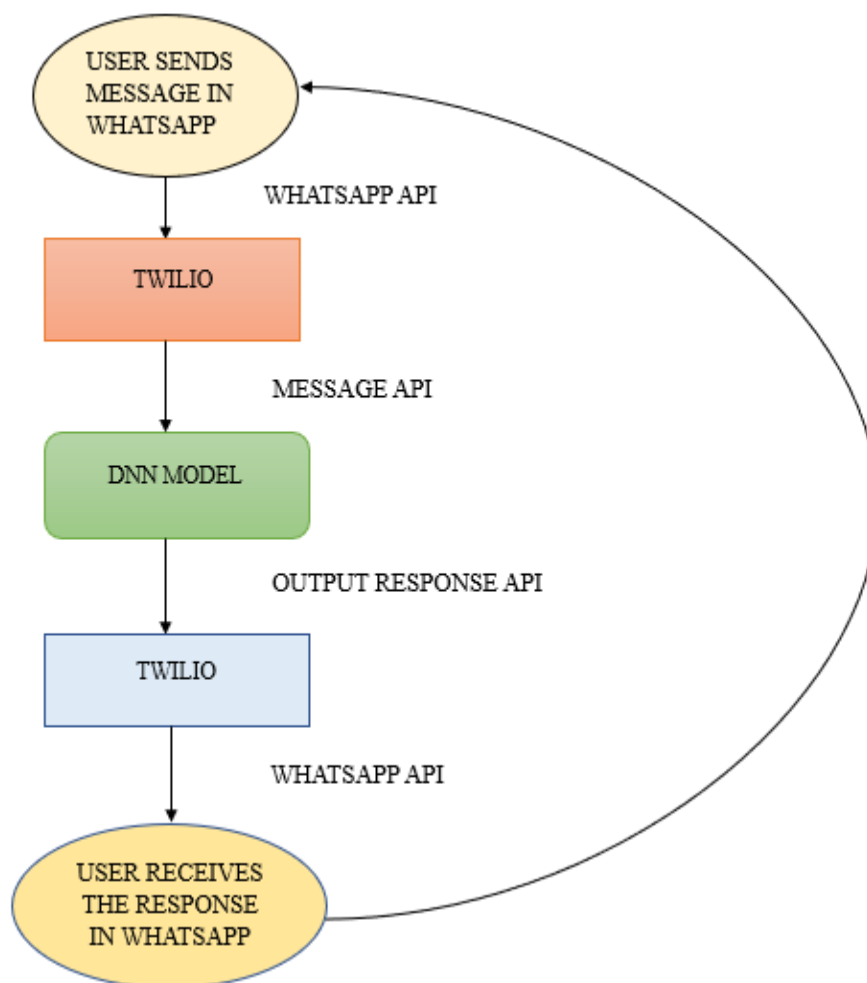 USER SENDS
MESSAGE IN
WHATSAPP
WHATSAPP API
TWILIO
MESSAGE API
DNN MODEL
OUTPUT RESPONSE API
TWILIO
WHATSAPP API
USER RECEIVES
THE RESPONSE
IN WHATSAPP